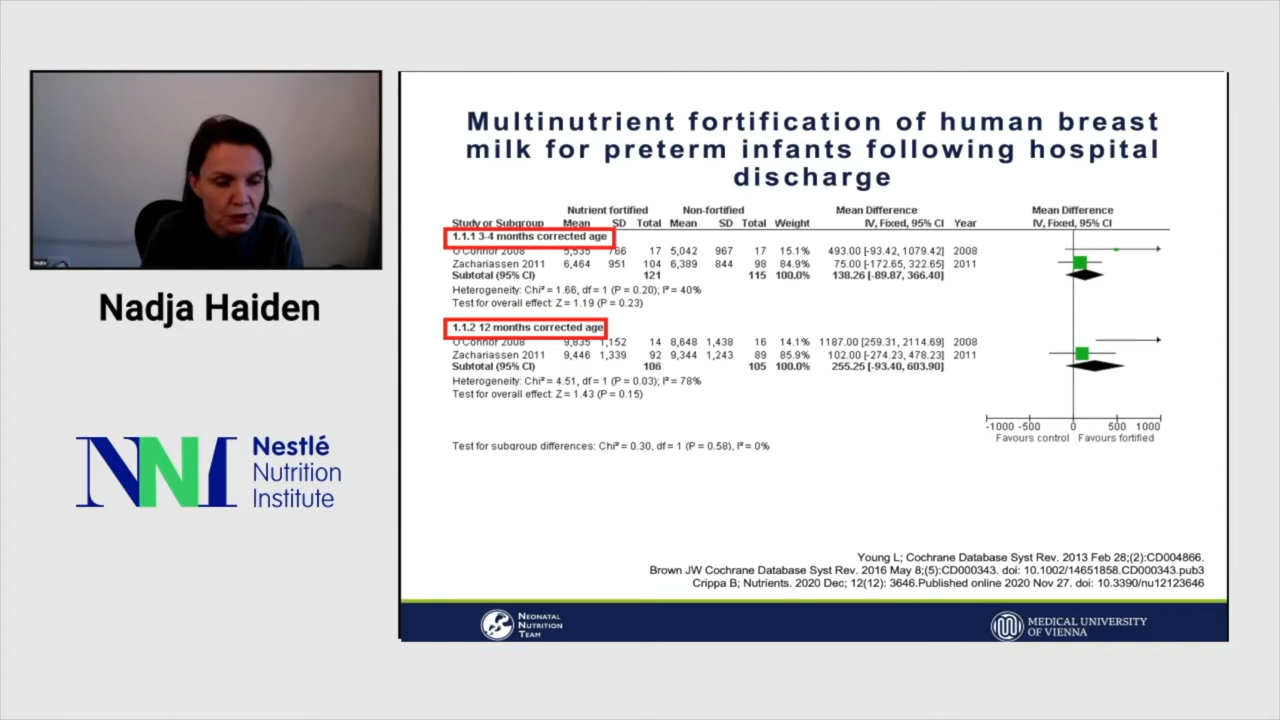 Nadja Haiden
NNI
Nestlé
Nutrition
Institute
Multinutrient fortification of human breast
milk for preterm infants following hospital
discharge
Nutrient fortified Non-fortified Mean Difference Mean Difference
Study or Subgroup Mean SD Total Mean SD Total Weight IV, Fixed, 95% CI Year IV, Fixed, 95% CI
1.1.1 3-4 months corrected age
O'Connor 2008 5,535 766 17 5,042 967 17 15.1% 493.00 [-93.42, 1079.42] 2008
Zachariassen 2011 6,464 951 104 6,389 844 98 84.9% 75.00 [-172.65, 322.65] 2011
Subtotal (95% CI) 121 115 100.0% 138.26 [-89.87, 366.40]
Heterogeneity: Chi² = 1.66, df = 1 (P = 0.20); I² = 40%
Test for overall effect: Z = 1.19 (P = 0.23)
1.1.2 12 months corrected age
O'Connor 2008 9,835 1,152 14 8,648 1,438 16 14.1% 1187.00 [259.31, 2114.69] 2008
Zachariassen 2011 9,446 1,339 92 9,344 1,243 89 85.9% 102.00 [-274.23, 478.23] 2011
Subtotal (95% CI) 106 105 100.0% 255.25 [-93.40, 603.90]
Heterogeneity: Chi² = 4.51, df = 1 (P = 0.03); I² = 78%
Test for overall effect: Z = 1.43 (P = 0.15)
-1000 -500 0 500 1000
Favours control Favours fortified
Test for subgroup differences: Chi² = 0.30, df = 1 (P = 0.58), I² = 0%
Young L; Cochrane Database Syst Rev. 2013 Feb 28;(2):CD004866.
Brown JW Cochrane Database Syst Rev. 2016 May 8;(5):CD000343. doi: 10.1002/14651858.CD000343.pub3
Crippa B; Nutrients. 2020 Dec; 12(12): 3646.Published online 2020 Nov 27. doi: 10.3390/nu12123646
NEONATAL
NUTRITION
TEAM
MEDICAL UNIVERSITY
OF VIENNA